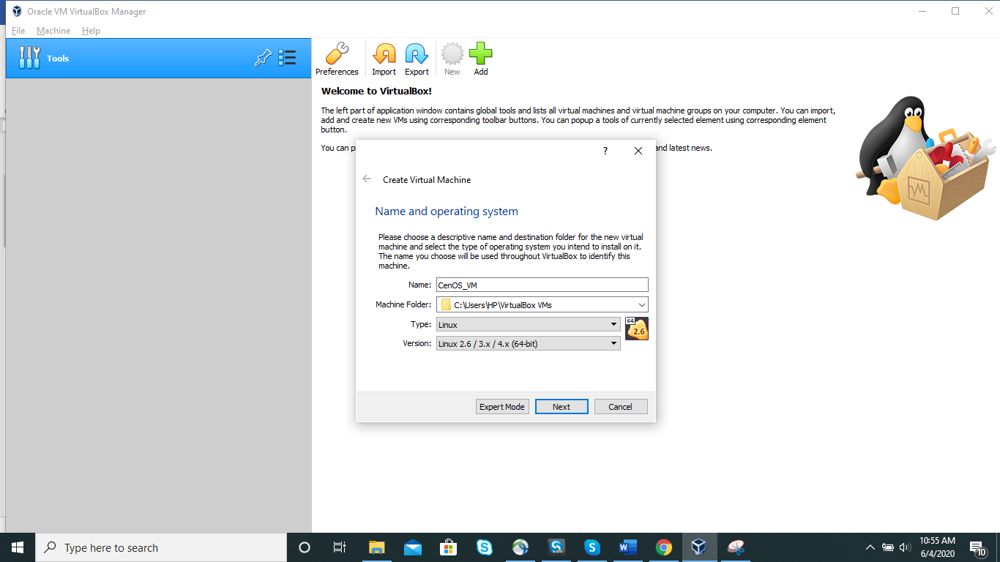 Oracle VM VirtualBox Manager
File Machine Help
Tools
Preferences Import Export New Add
Welcome to VirtualBox!
The left part of application window contains global tools and lists all virtual machines and virtual machine groups on your computer. You can import,
add and create new VMs using corresponding toolbar buttons. You can popup a tools of currently selected element using corresponding element
button.
You can p
and latest news.
?
Create Virtual Machine
Name and operating system
Please choose a descriptive name and destination folder for the new virtual
machine and select the type of operating system you intend to install on it.
The name you choose will be used throughout VirtualBox to identify this
machine.
Name: CenOS_VM
Machine Folder: C:\Users\HP\VirtualBox VMs
Type: Linux
64
2.6
Version: Linux 2.6 / 3.x / 4.x (64-bit)
Expert Mode Next Cancel
Type here to search
10:55 AM
6/4/2020
10